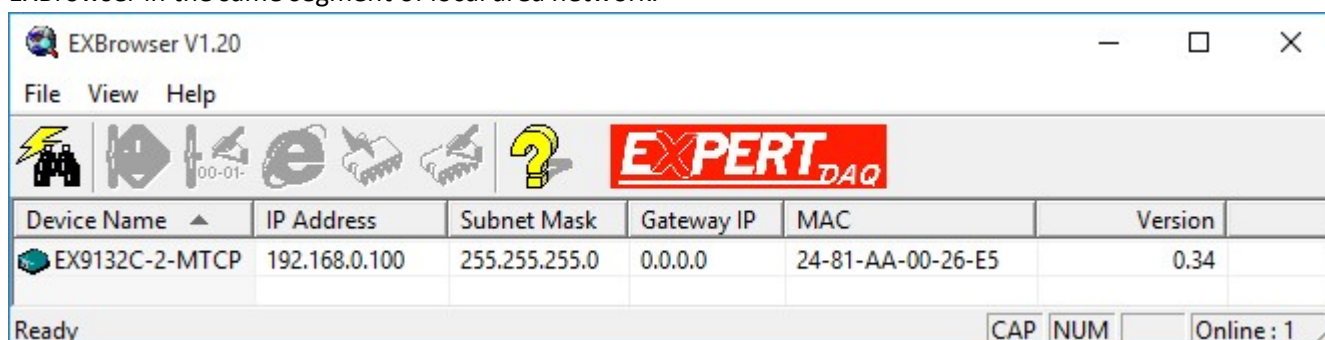 EXBrowser in the same segment of local area network.
EXBrowser V1.20
File View Help
00-01-
EXPERT DAQ
Device Name IP Address Subnet Mask Gateway IP MAC Version
EX9132C-2-MTCP 192.168.0.100 255.255.255.0 0.0.0.0 24-81-AA-00-26-E5 0.34
Ready CAP NUM Online : 1